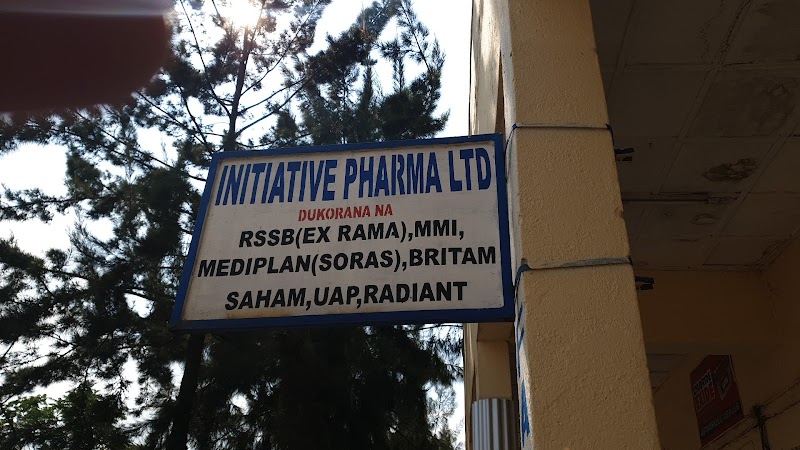 INITIATIVE PHARMA LTD
DUKORANA NA
RSSB(EX RAMA),MMI,
MEDIPLAN(SORAS),BRITAM
SAHAM,UAP,RADIANT